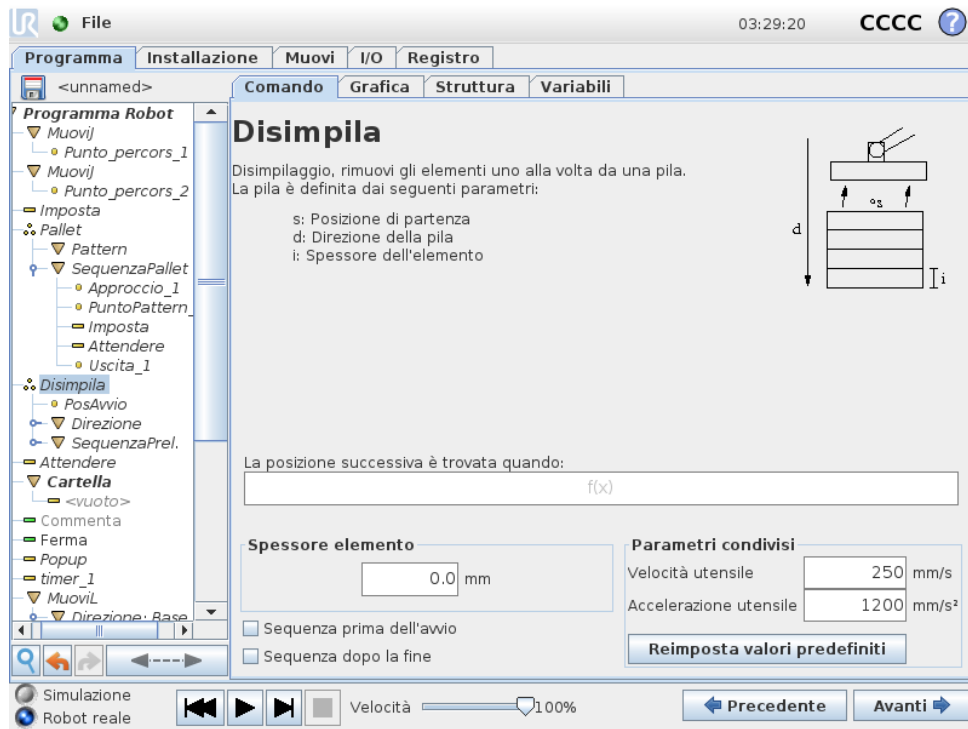 UR File 03:29:20 CCCC ?
Programma Installazione Muovi I/O Registro
<unnamed> Comando Grafica Struttura Variabili
Programma Robot
MuoviJ
Punto_percors_1
MuoviJ
Punto_percors_2
Imposta
Pallet
Pattern
SequenzaPallet
Approccio_1
PuntoPattern_
Imposta
Attendere
Uscita_1
Disimpila
PosAvvio
Direzione
SequenzaPrel.
Attendere
Cartella
<vuoto>
Commenta
Ferma
Popup
timer_1
MuoviL
Direzione: Base
Disimpila
Disimpilaggio, rimuovi gli elementi uno alla volta da una pila.
La pila è definita dai seguenti parametri:
s: Posizione di partenza
d: Direzione della pila
i: Spessore dell'elemento
s
d
i
La posizione successiva è trovata quando:
f(x)
Spessore elemento
0.0 mm
Sequenza prima dell'avvio
Sequenza dopo la fine
Parametri condivisi
Velocità utensile 250 mm/s
Accelerazione utensile 1200 mm/s²
Reimposta valori predefiniti
Simulazione
Robot reale
Velocità 100%
Precedente Avanti